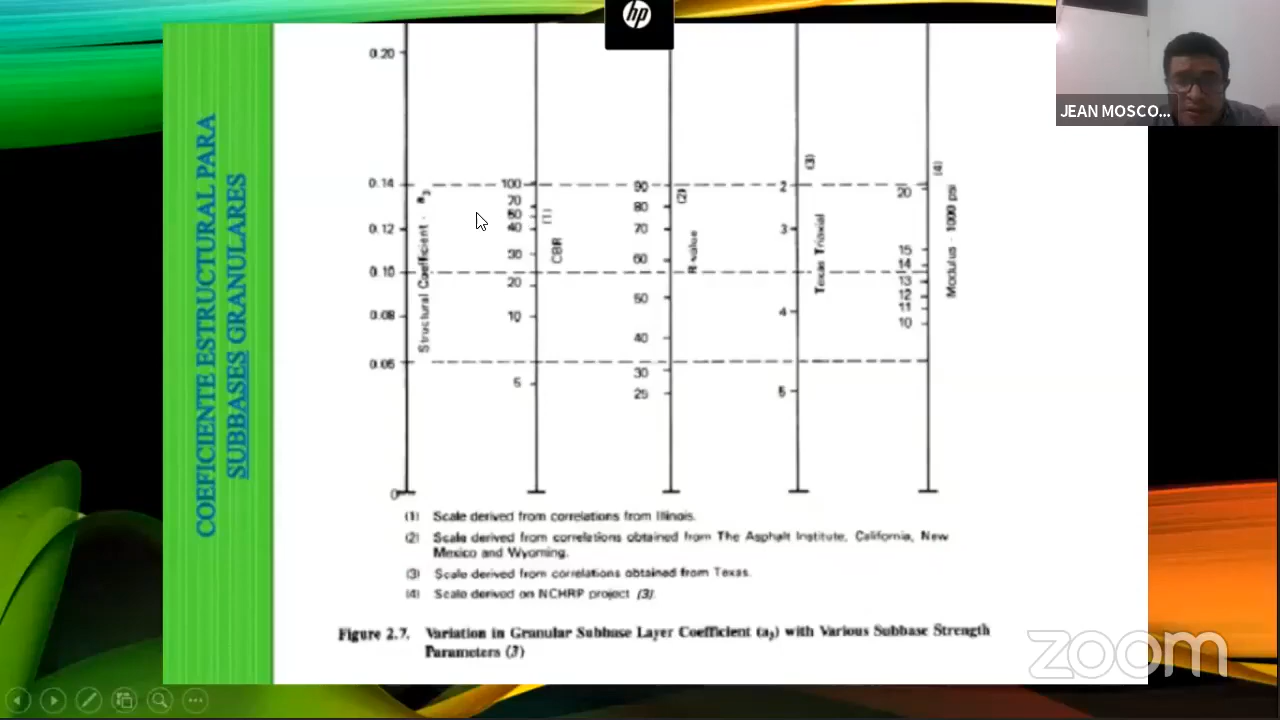 hp
JEAN MOSCO...
COEFICIENTE ESTRUCTURAL PARA
SUBBASES GRANULARES
0.20
0.14
0.12
0.10
0.08
0.06
0
Structural Coefficient - a3
100
70
50
40
30
20
10
5
CBR
(1)
90
80
70
60
50
40
30
25
R-value
(2)
2
3
4
5
Texas Triaxial
(3)
20
15
14
13
12
11
10
Modulus - 1000 psi
(4)
(1) Scale derived from correlations from Illinois.
(2) Scale derived from correlations obtained from The Asphalt Institute, California, New
Mexico and Wyoming.
(3) Scale derived from correlations obtained from Texas.
(4) Scale derived on NCHRP project (3).
Figure 2.7. Variation in Granular Subbase Layer Coefficient (a3) with Various Subbase Strength
Parameters (3)
zoom